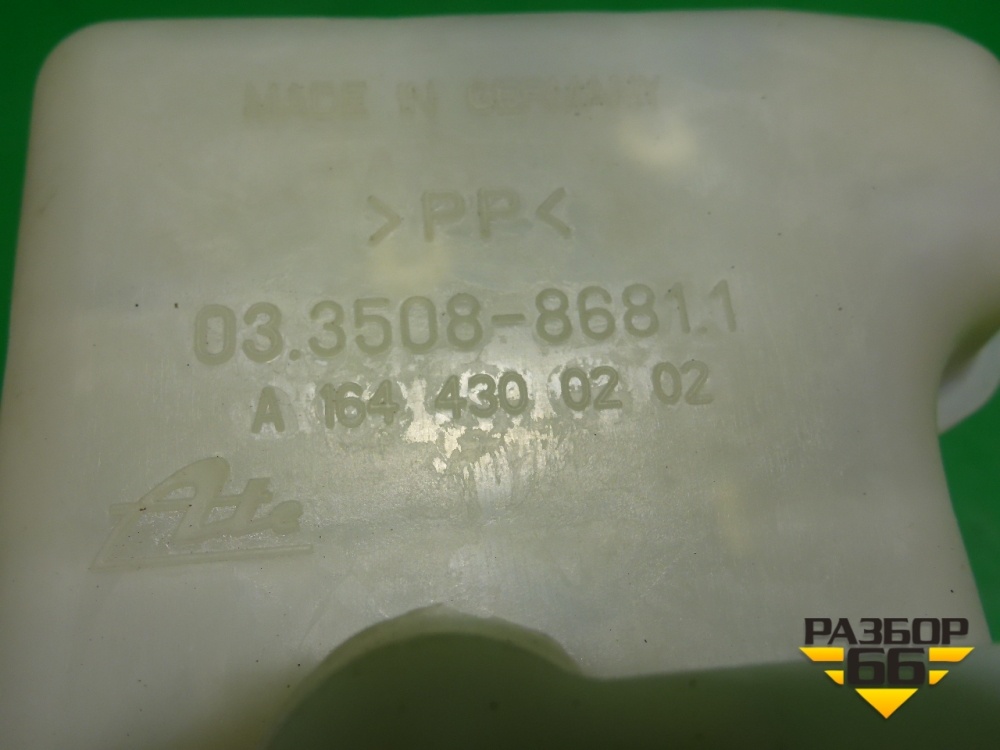 MADE IN GERMANY
>PP<
03.3508-8681.1
A 164 430 02 02
Ate
РАЗБОР
66